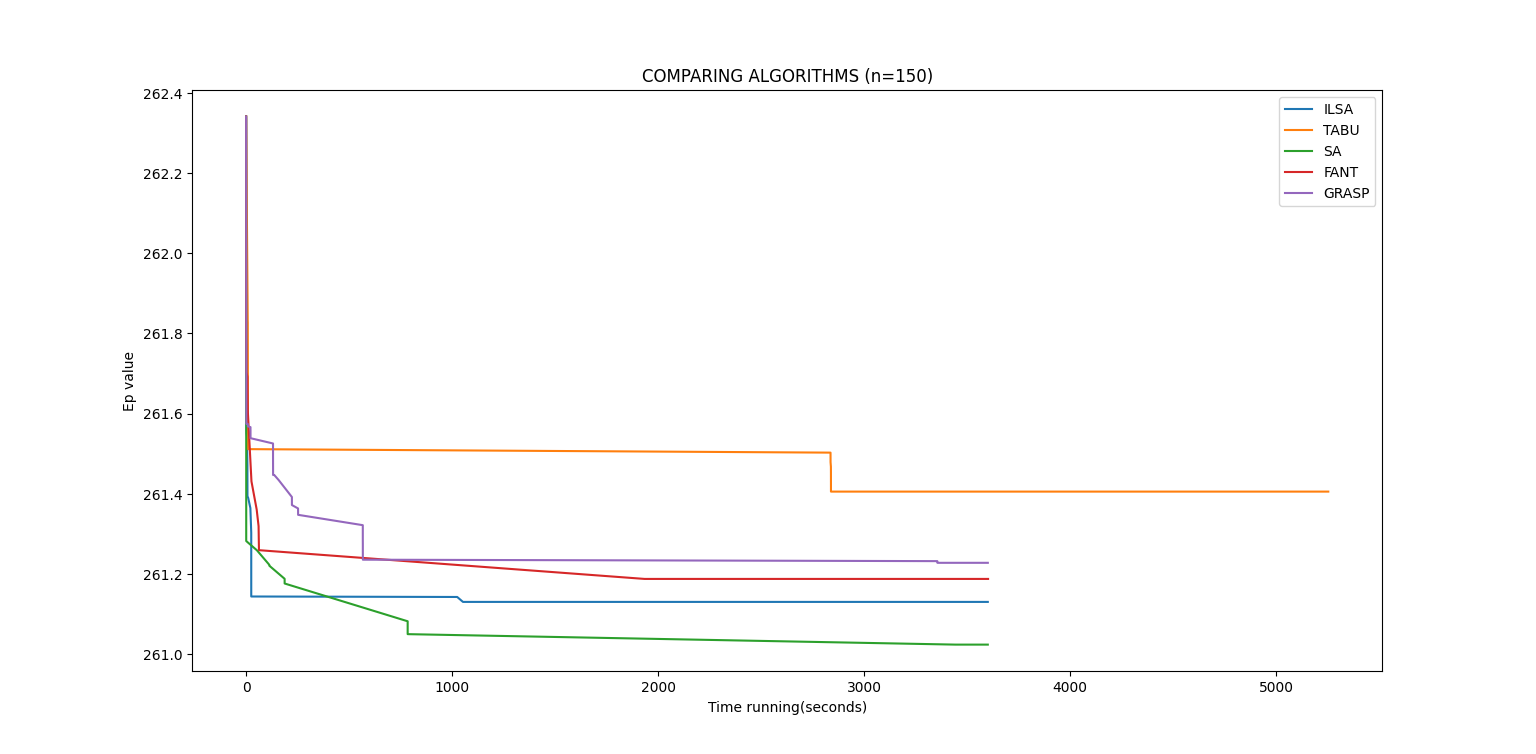 COMPARING ALGORITHMS (n=150)
262.4
262.2
262.0
261.8
261.6
261.4
261.2
261.0
Ep value
0 1000 2000 3000 4000 5000
Time running(seconds)
ILSA
TABU
SA
FANT
GRASP